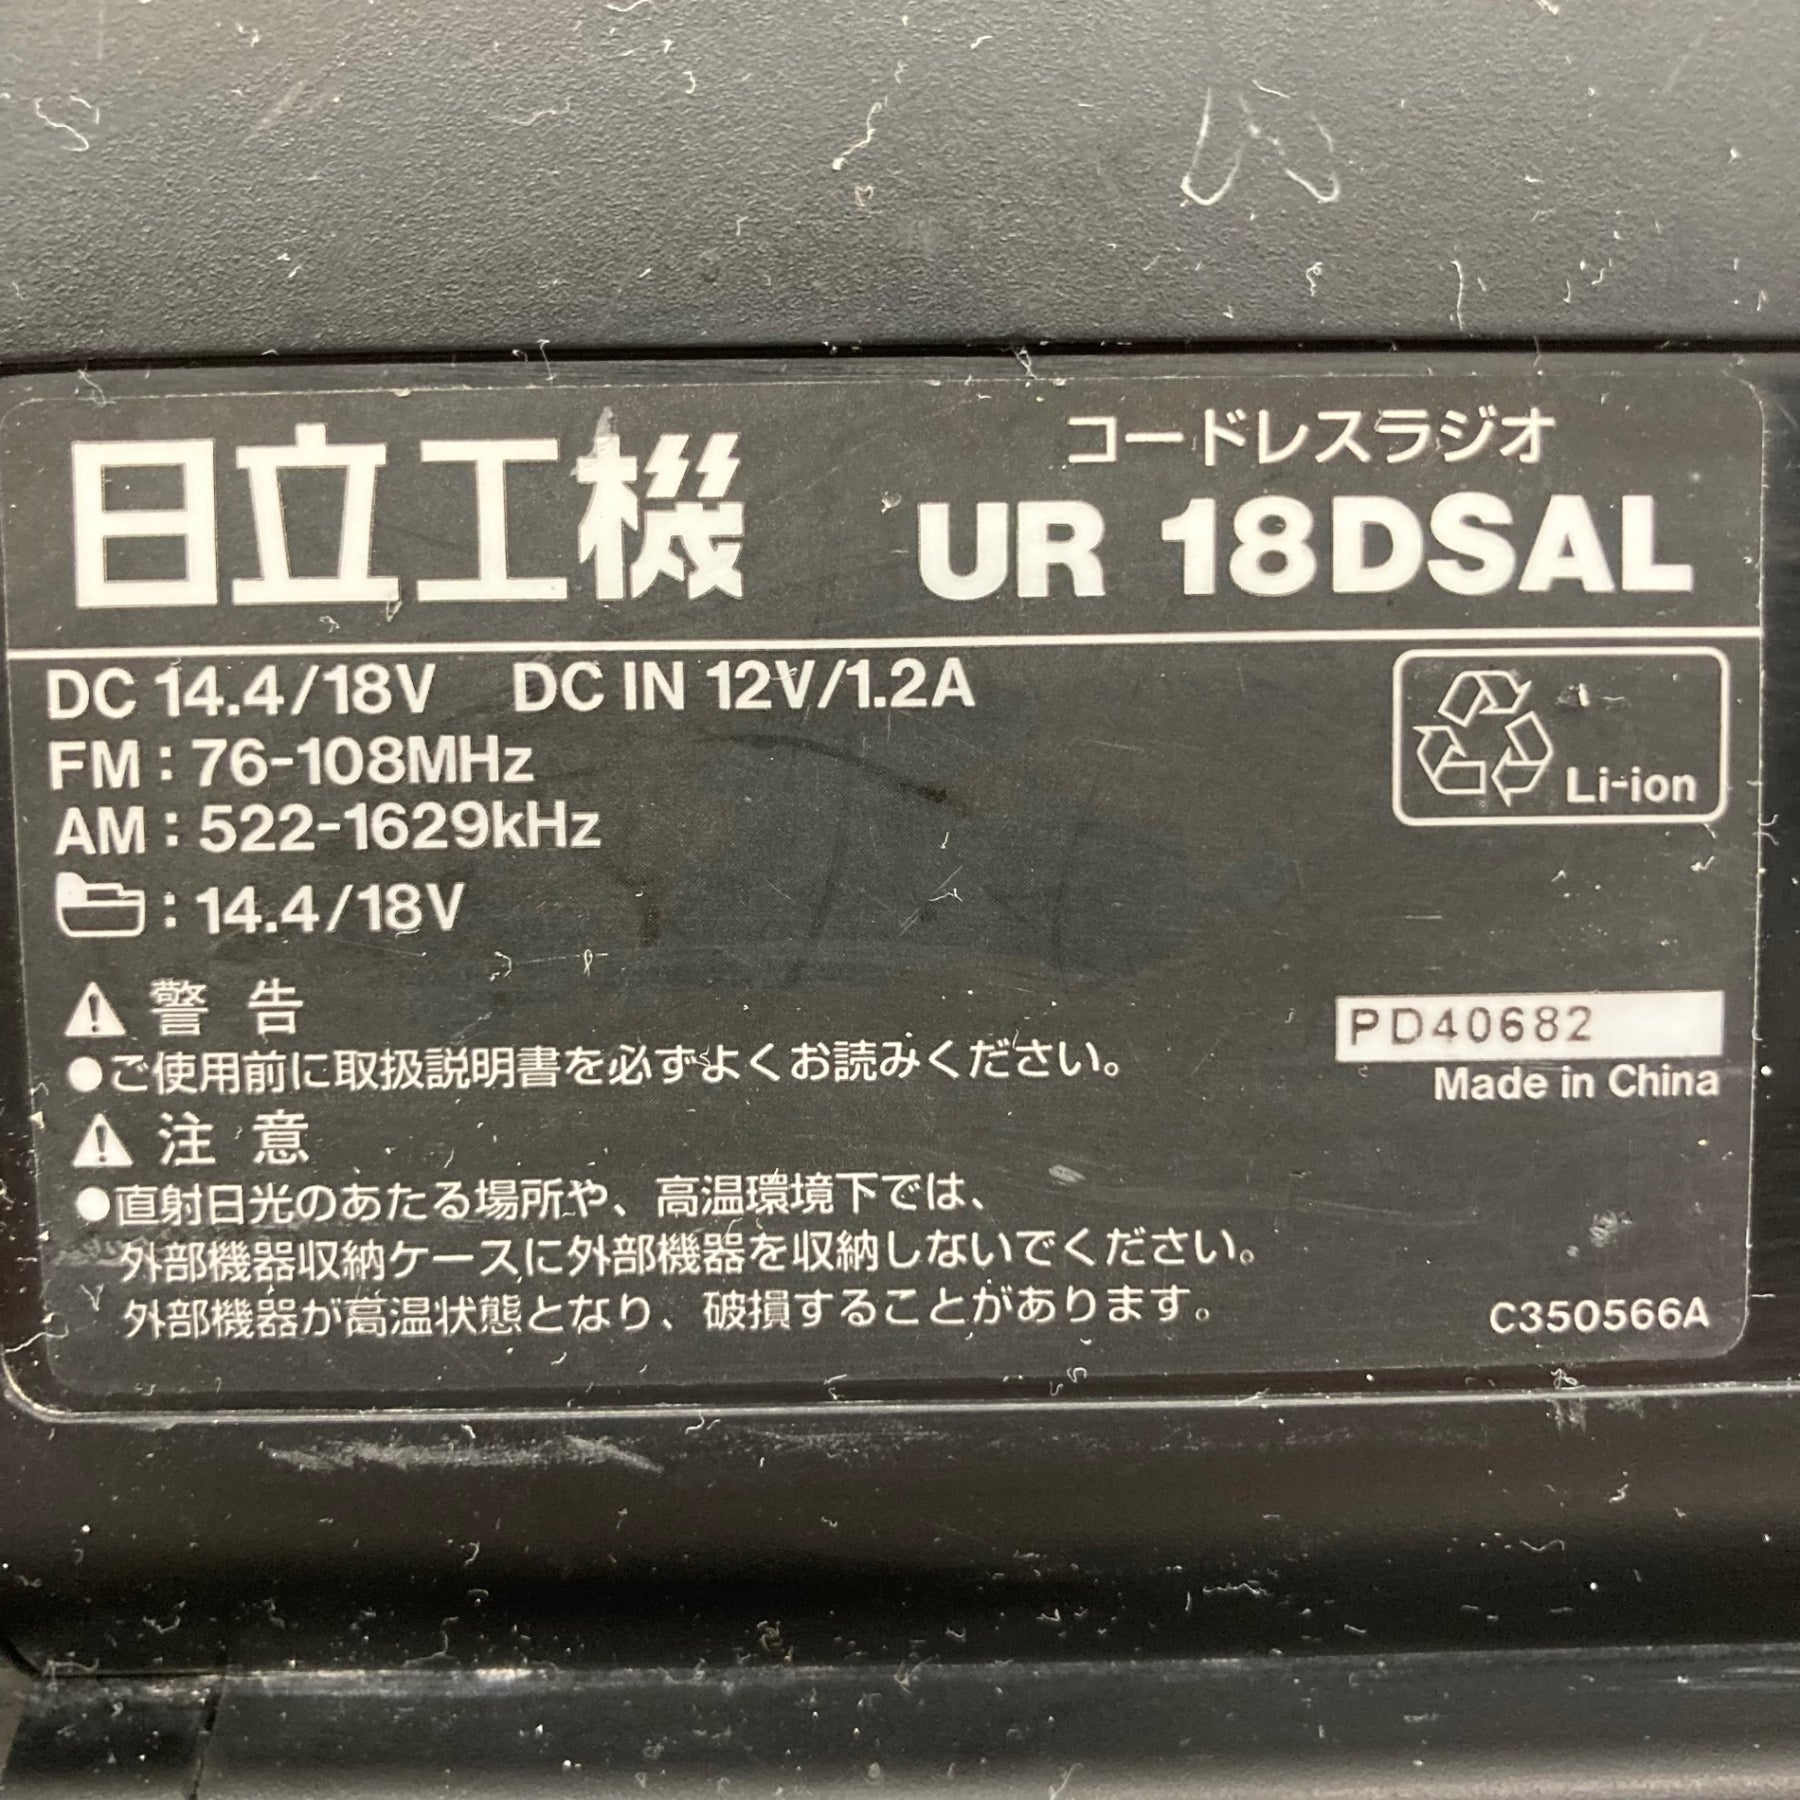 日立工機
コードレスラジオ
UR 18DSAL
DC 14.4/18V DC IN 12V/1.2A
FM：76-108MHz
AM：522-1629kHz
：14.4/18V
Li-ion
警 告
●ご使用前に取扱説明書を必ずよくお読みください。
注 意
●直射日光のあたる場所や、高温環境下では、
外部機器収納ケースに外部機器を収納しないでください。
外部機器が高温状態となり、破損することがあります。
PD40682
Made in China
C350566A